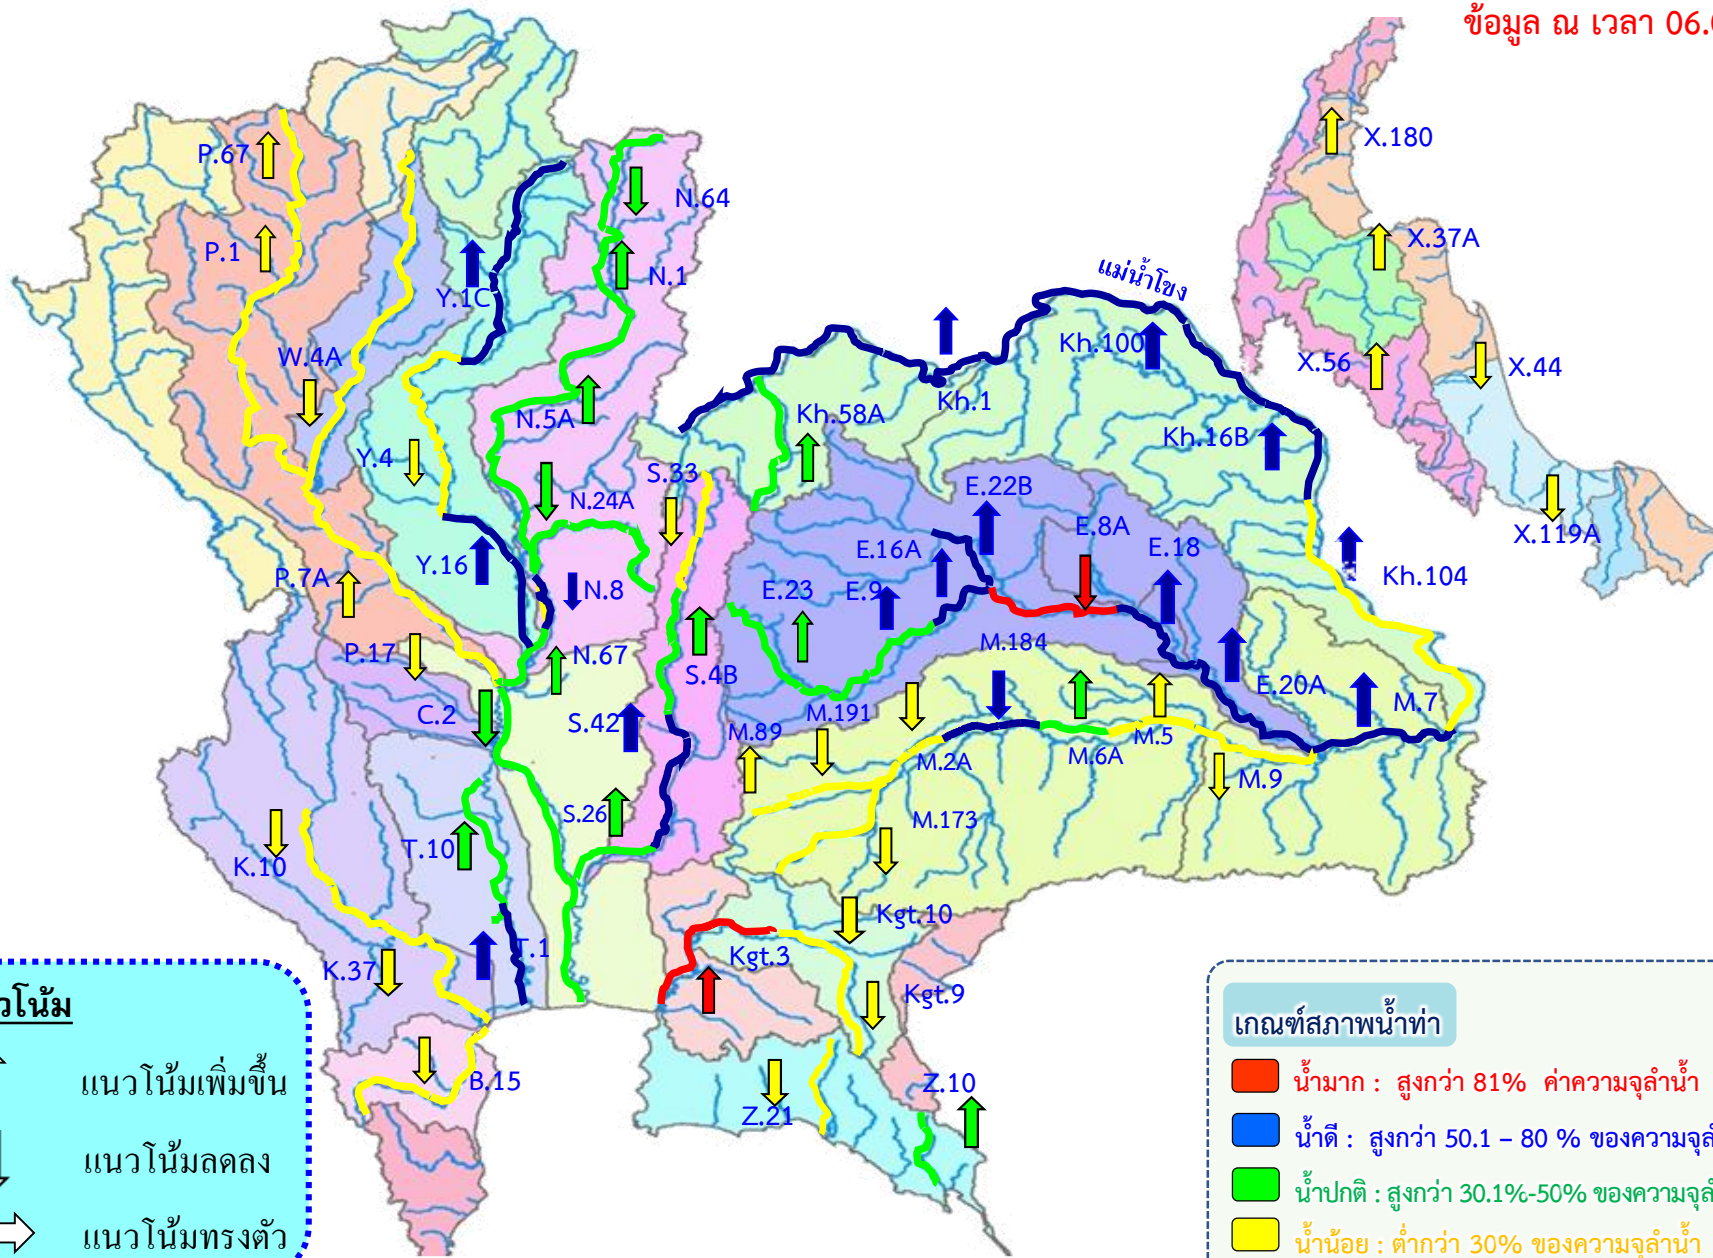 ข้อมูล ณ เวลา 06.
P.67
X.180
N.64
P.1
X.37A
N.1
แม่น้ำโขง
Y.1C
Kh.100
W.4A
X.56
X.44
Kh.1
N.5A
Kh.58A
Kh.16B
Y.4
S.33
N.24A
E.22B
X.119A
E.8A
E.16A
E.18
Y.16
P.7A
Kh.104
N.8
E.23
E.9
M.184
P.17
N.67
S.4B
E.20A
M.7
C.2
M.191
S.42
M.89
M.5
M.2A
M.6A
M.9
S.26
M.173
T.10
K.10
Kgt.10
T.1
Kgt.3
K.37
Kgt.9
B.15
Z.10
Z.21
วโน้ม
แนวโน้มเพิ่มขึ้น
แนวโน้มลดลง
แนวโน้มทรงตัว
เกณฑ์สภาพน้ำท่า
น้ำมาก : สูงกว่า 81% ค่าความจุลำน้ำ
น้ำดี : สูงกว่า 50.1 – 80 % ของความจุลำ
น้ำปกติ : สูงกว่า 30.1%-50% ของความจุลำ
น้ำน้อย : ต่ำกว่า 30% ของความจุลำน้ำ